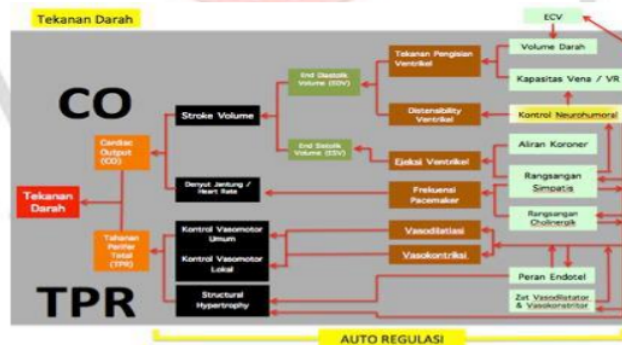 Tekanan Darah
ECV
Volume Darah
Tekanan Pengisian
Ventrikel
Kapasitas Vena / VR
End Diastolik
Volume (EDV)
CO
Stroke Volume
Distensibility
Ventrikel
Kontrol Neurohumoral
Aliran Koroner
Cardiac
Output (CO)
End Sistolik
Volume (ESV)
Ejeksi Ventrikel
Rangsangan
Simpatis
Denyut Jantung /
Heart Rate
Frekuensi
Pacemaker
Tekanan
Darah
Rangsangan
Cholinergik
Kontrol Vasomotor
Umum
Vasodilatiasi
Tahanan
Perifer
Total (TPR)
Kontrol Vasomotor
Lokal
Vasokontriksi
Peran Endotel
TPR
Structural
Hypertrophy
Zat Vasodilatator
& Vasokonstritor
AUTO REGULASI